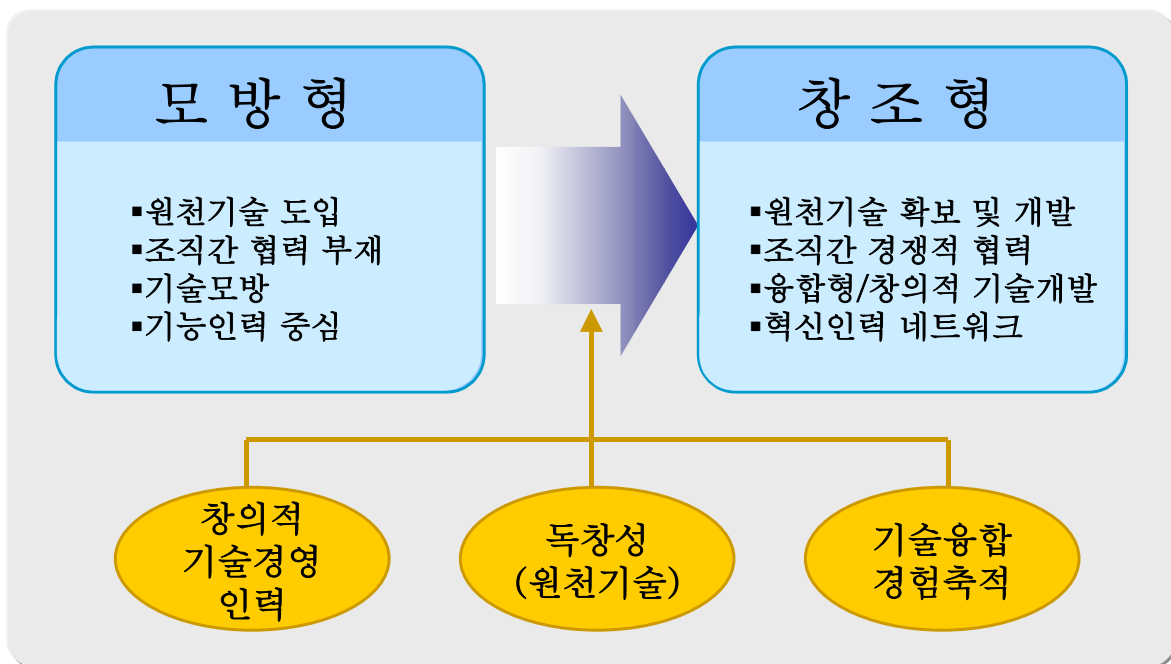 모 방 형
▪원천기술 도입
▪조직간 협력 부재
▪기술모방
▪기능인력 중심
창 조 형
▪원천기술 확보 및 개발
▪조직간 경쟁적 협력
▪융합형/창의적 기술개발
▪혁신인력 네트워크
창의적
기술경영
인력
독창성
(원천기술)
기술융합
경험축적